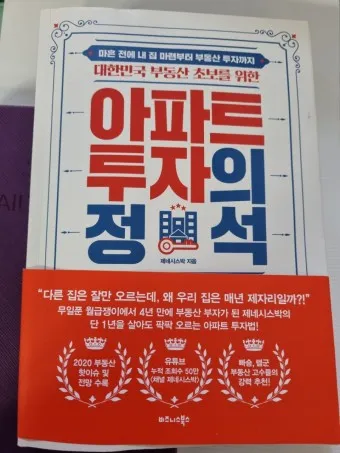 마흔 전에 내 집 마련부터 부동산 투자까지
대한민국 부동산 초보를 위한
아파트
투자의
정석
제네시스박 지음
“다른 집은 잘만 오르는데, 왜 우리 집은 매년 제자리일까?!”
무일푼 월급쟁이에서 4년 만에 부동산 부자가 된 제네시스박의
단 1년을 살아도 팍팍 오르는 아파트 투자법!
2020 부동산
핫이슈 및
전망 수록
유튜브
누적 조회수 50만
(채널 제네시스박)
빠숑, 렘군
부동산 고수들의
강력 추천!
비즈니스북스